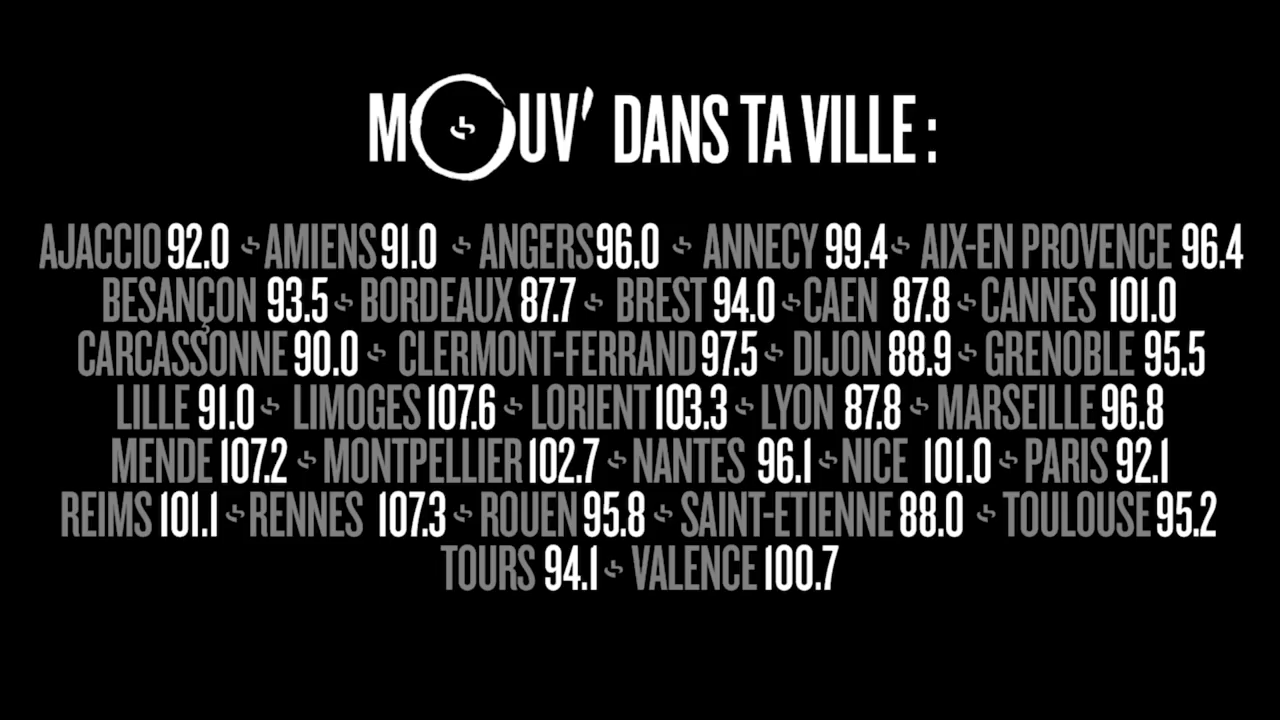 MOUV' DANS TA VILLE :
AJACCIO 92.0 AMIENS 91.0 ANGERS 96.0 ANNECY 99.4 AIX-EN PROVENCE 96.4
BESANÇON 93.5 BORDEAUX 87.7 BREST 94.0 CAEN 87.8 CANNES 101.0
CARCASSONNE 90.0 CLERMONT-FERRAND 97.5 DIJON 88.9 GRENOBLE 95.5
LILLE 91.0 LIMOGES 107.6 LORIENT 103.3 LYON 87.8 MARSEILLE 96.8
MENDE 107.2 MONTPELLIER 102.7 NANTES 96.1 NICE 101.0 PARIS 92.1
REIMS 101.1 RENNES 107.3 ROUEN 95.8 SAINT-ETIENNE 88.0 TOULOUSE 95.2
TOURS 94.1 VALENCE 100.7